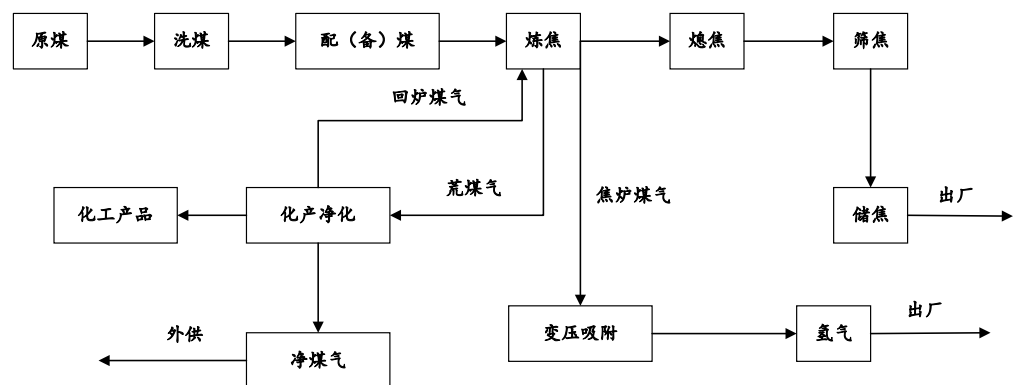 原煤
洗煤
配（备）煤
炼焦
熄焦
筛焦
回炉煤气
荒煤气
焦炉煤气
出厂
化工产品
化产净化
储焦
外供
净煤气
变压吸附
氢气
出厂